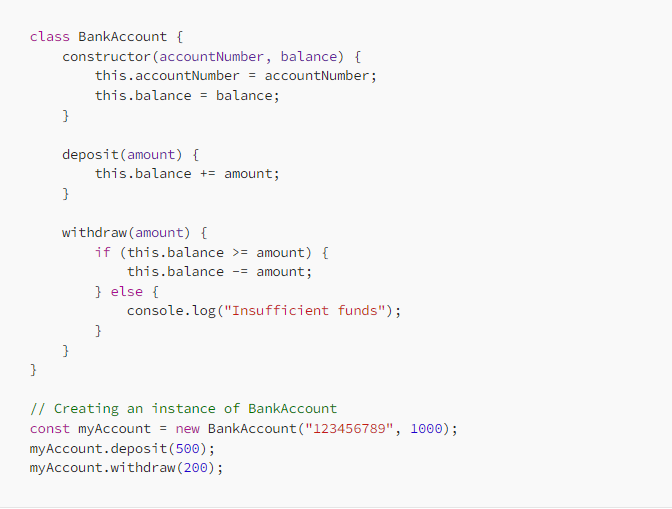 class BankAccount {
    constructor(accountNumber, balance) {
        this.accountNumber = accountNumber;
        this.balance = balance;
    }

    deposit(amount) {
        this.balance += amount;
    }

    withdraw(amount) {
        if (this.balance >= amount) {
            this.balance -= amount;
        } else {
            console.log("Insufficient funds");
        }
    }
}

// Creating an instance of BankAccount
const myAccount = new BankAccount("123456789", 1000);
myAccount.deposit(500);
myAccount.withdraw(200);